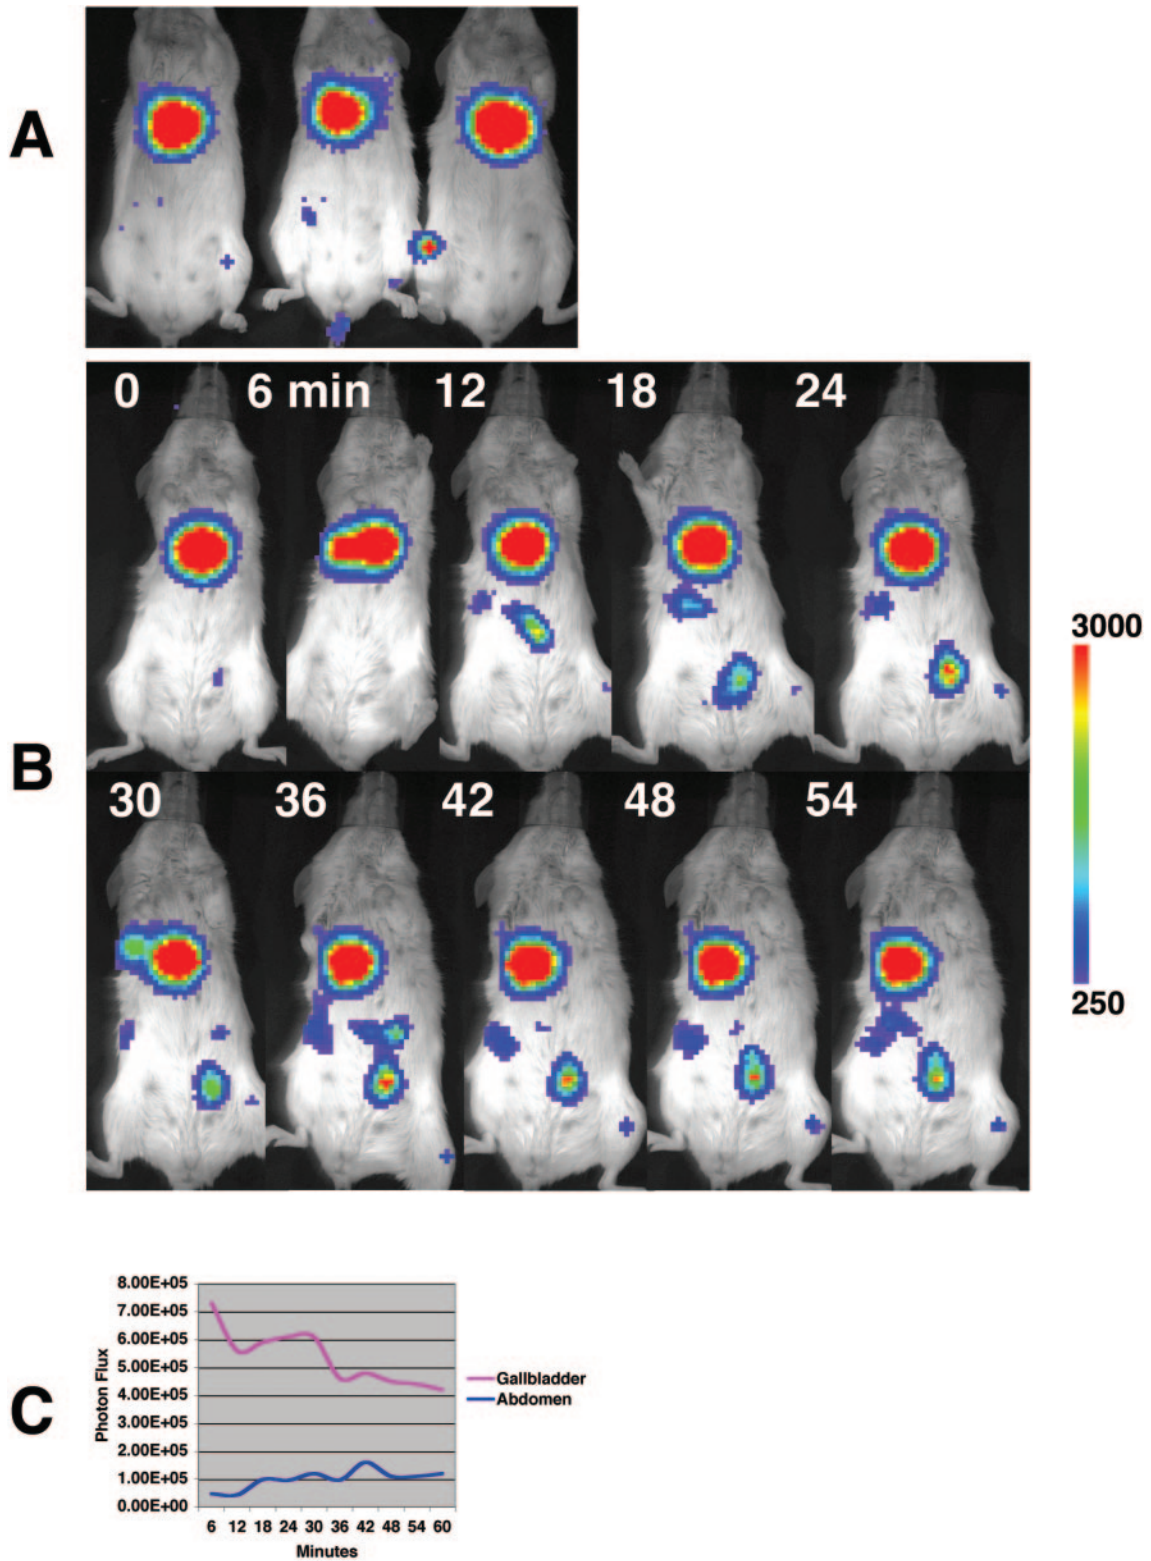 A
0 6 min 12 18 24
3000
B
250
30 36 42 48 54
C
8.00E+05
7.00E+05
6.00E+05
5.00E+05
4.00E+05
3.00E+05
2.00E+05
1.00E+05
0.00E+00
Photon Flux
Gallbladder
Abdomen
6 12 18 24 30 36 42 48 54 60
Minutes